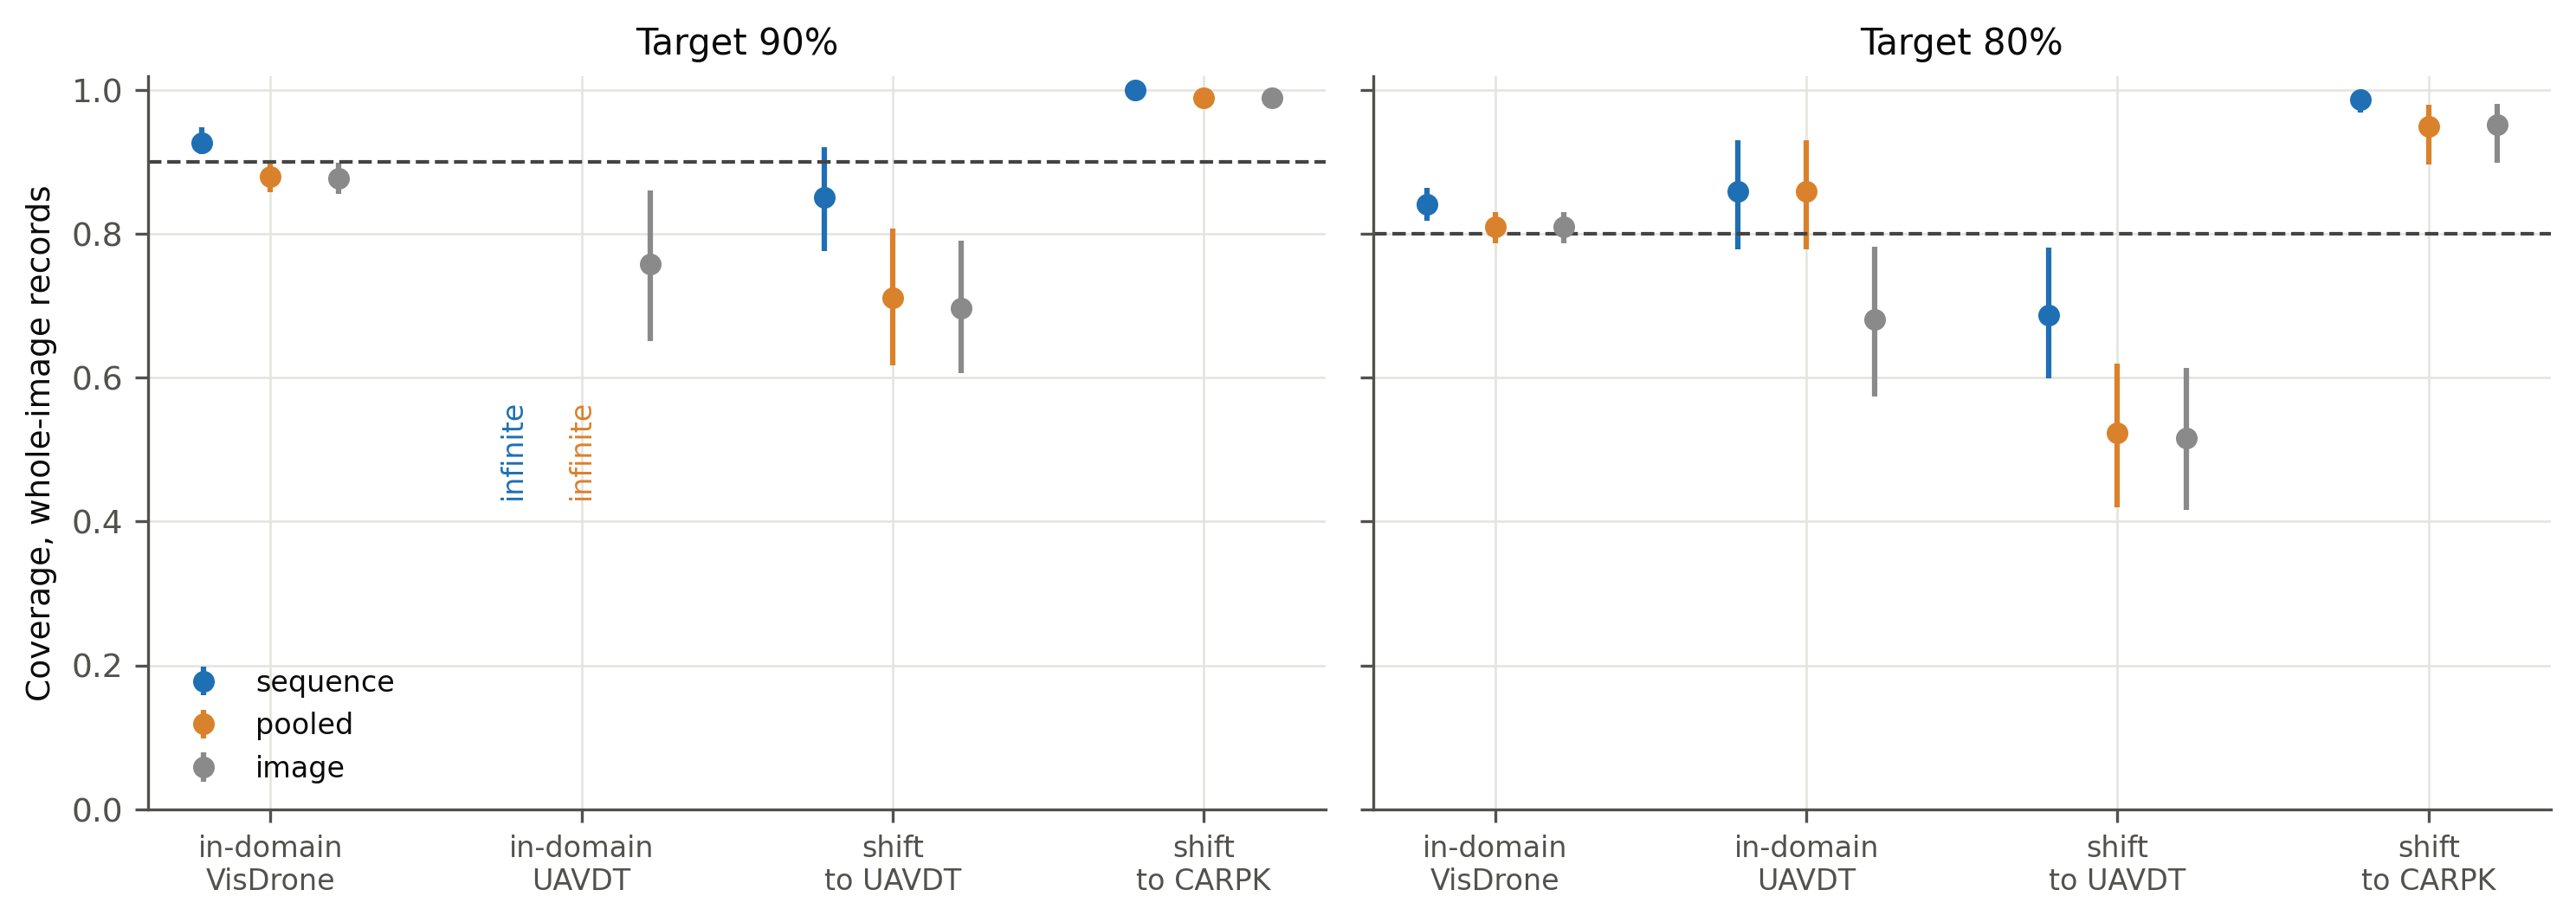 Target 90%
Target 80%
Coverage, whole-image records
1.0
0.8
0.6
0.4
0.2
0.0
infinite
infinite
sequence
pooled
image
in-domain
VisDrone
in-domain
UAVDT
shift
to UAVDT
shift
to CARPK
in-domain
VisDrone
in-domain
UAVDT
shift
to UAVDT
shift
to CARPK